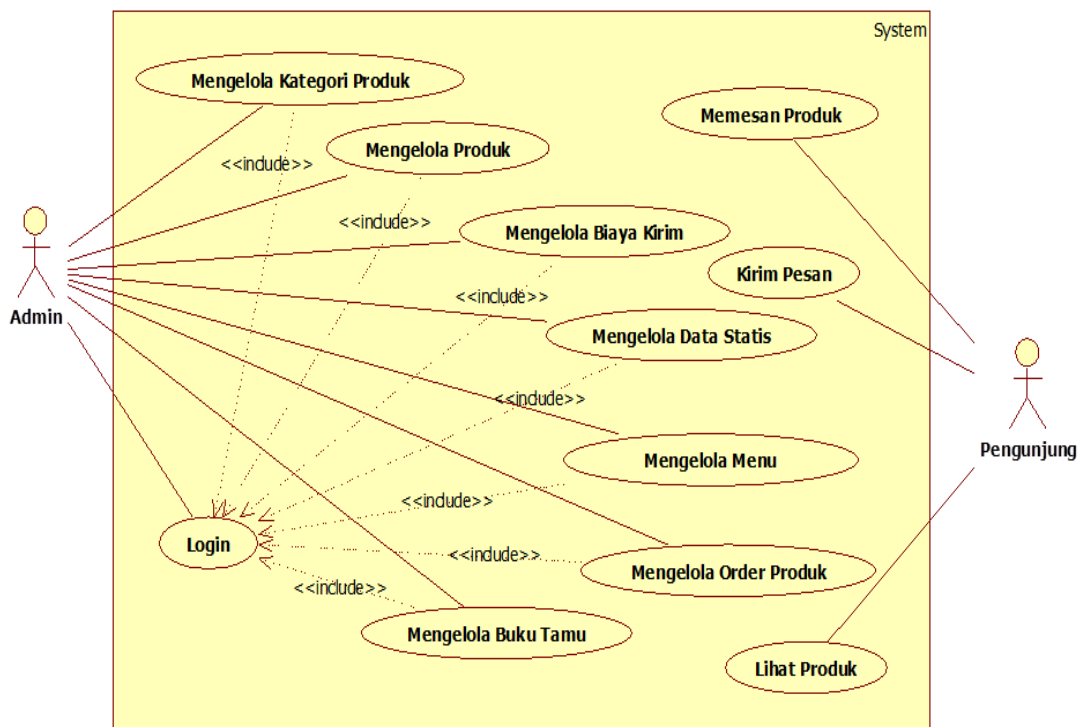 System
Mengelola Kategori Produk
Memesan Produk
Mengelola Produk
<<include>>
<<include>>
Mengelola Biaya Kirim
Kirim Pesan
<<include>>
Admin
Mengelola Data Statis
<<include>>
Pengunjung
Mengelola Menu
<<include>>
Login
<<include>>
Mengelola Order Produk
<<include>>
Mengelola Buku Tamu
Lihat Produk